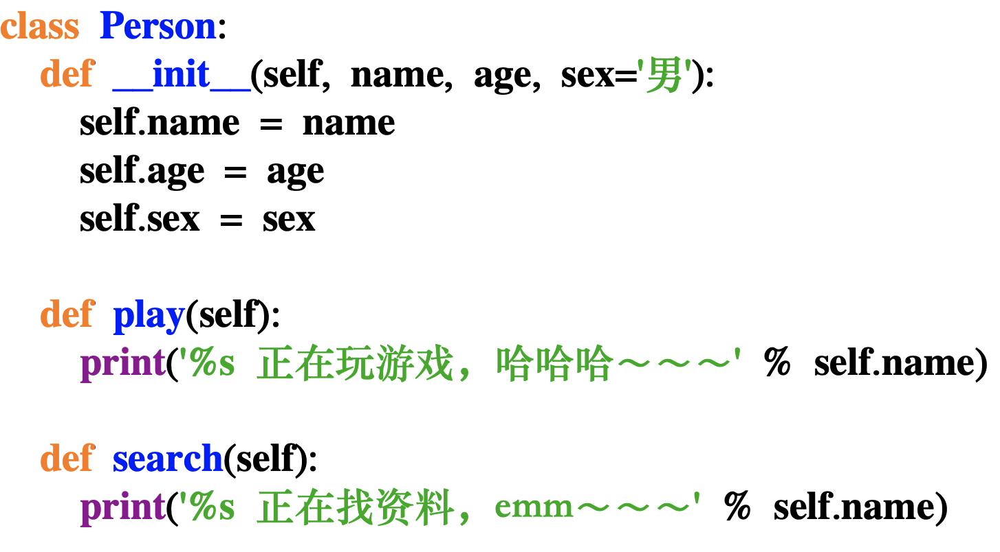 class Person:
  def __init__(self, name, age, sex='男'):
    self.name = name
    self.age = age
    self.sex = sex

  def play(self):
    print('%s 正在玩游戏，哈哈哈～～～' % self.name)

  def search(self):
    print('%s 正在找资料，emm～～～' % self.name)